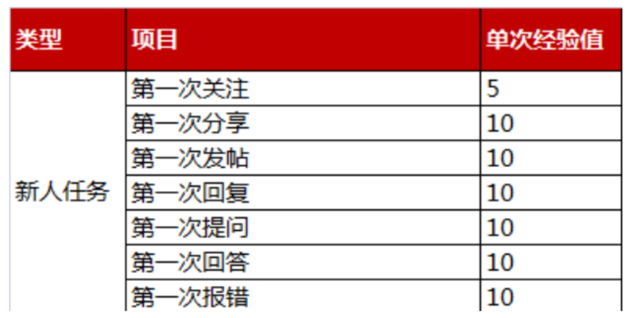 类型 项目 单次经验值
第一次关注 5
第一次分享 10
第一次发帖 10
新人任务 第一次回复 10
第一次提问 10
第一次回答 10
第一次报错 10